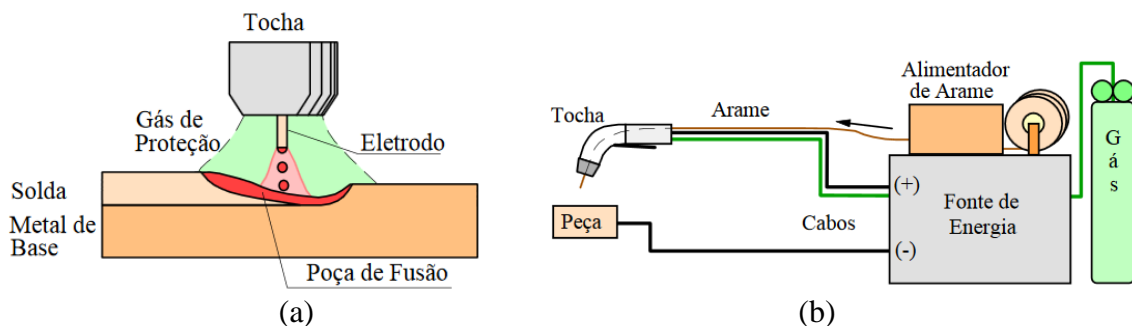 Tocha
Gás de
Proteção
Eletrodo
Solda
Metal de
Base
Poça de Fusão
(a)
Alimentador
de Arame
Arame
Tocha
Gás
(+)
Fonte de
Energia
Peça
Cabos
(-)
(b)